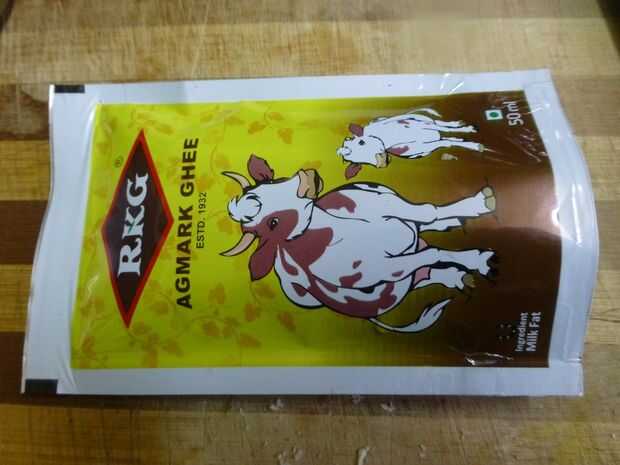 RKG
®
AGMARK GHEE
ESTD. 1932
50 ml
Ingredient
Milk Fat